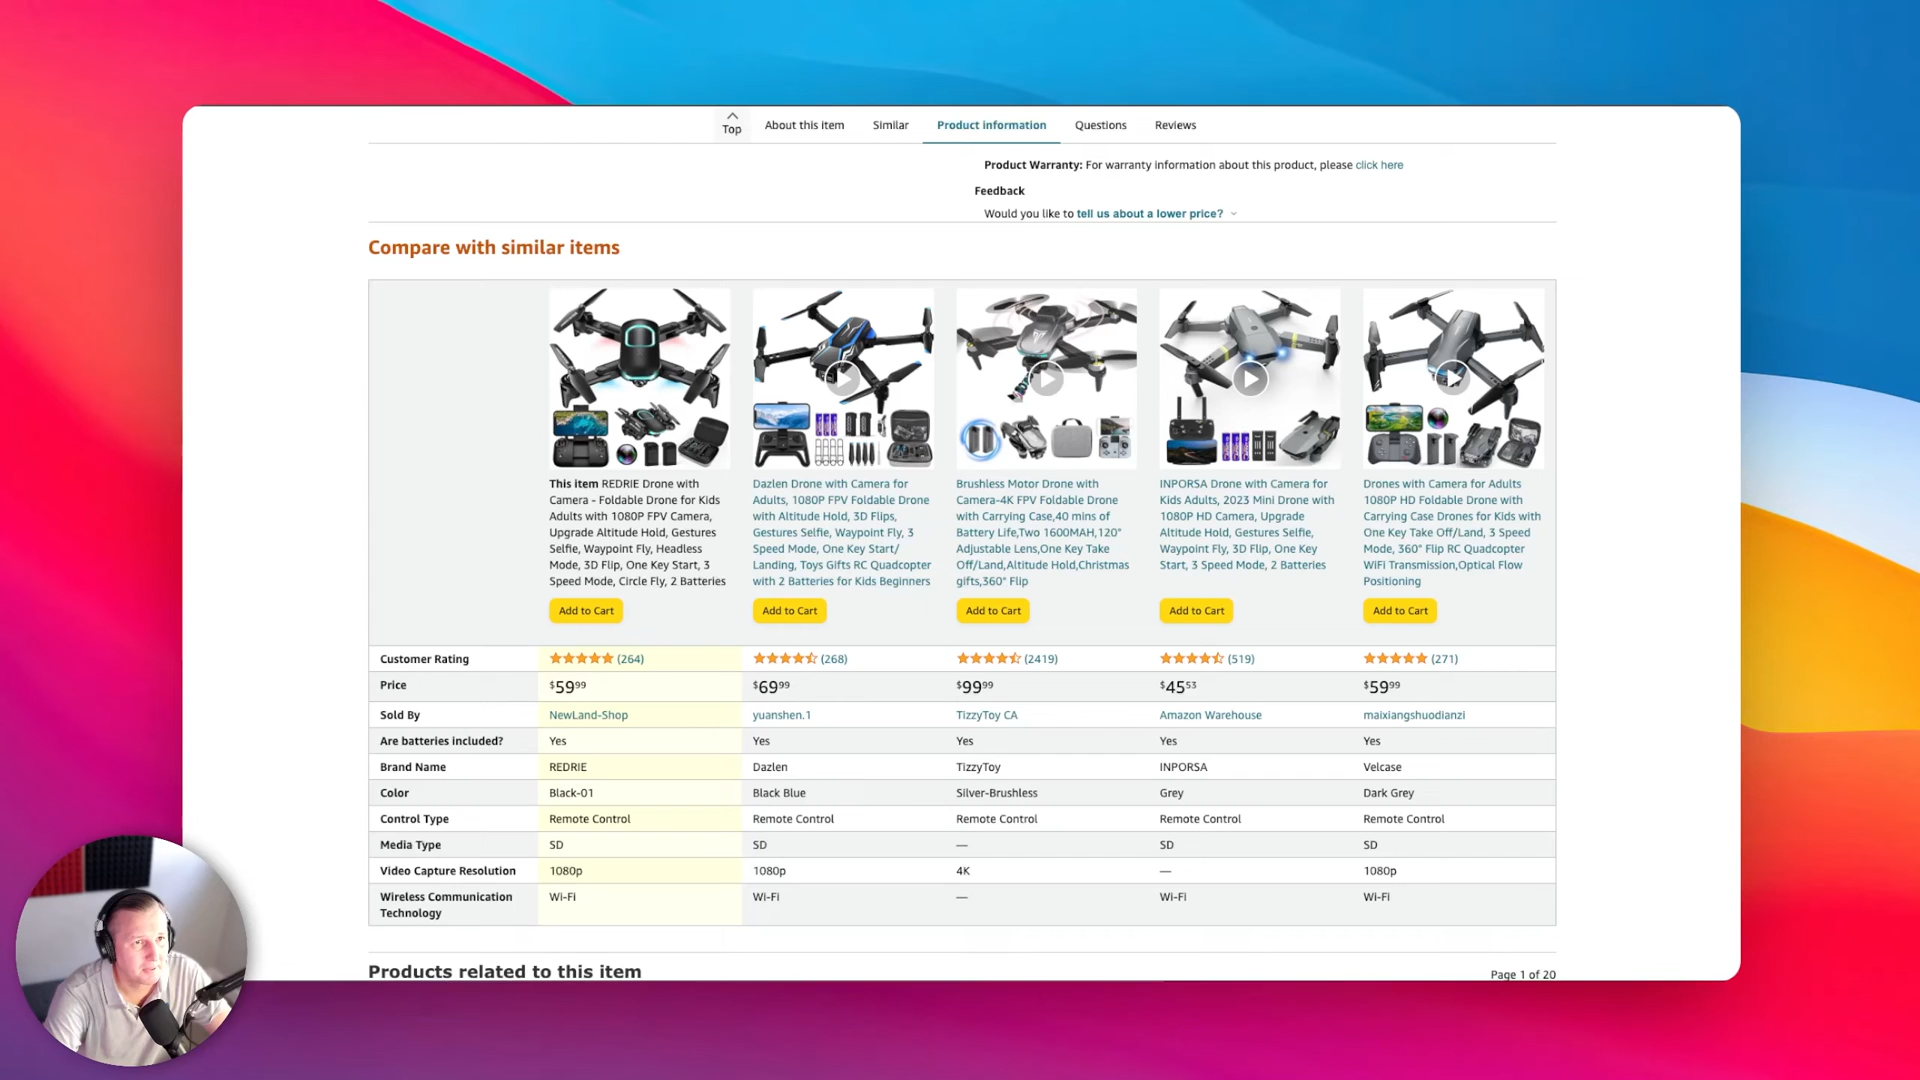 Top
About this item
Similar
Product information
Questions
Reviews
Product Warranty: For warranty information about this product, please click here
Feedback
Would you like to tell us about a lower price?
Compare with similar items
This item REDRIE Drone with
Camera - Foldable Drone for Kids
Adults with 1080P FPV Camera,
Upgrade Altitude Hold, Gestures
Selfie, Waypoint Fly, Headless
Mode, 3D Flip, One Key Start, 3
Speed Mode, Circle Fly, 2 Batteries
Dazlen Drone with Camera for
Adults, 1080P FPV Foldable Drone
with Altitude Hold, 3D Flips,
Gestures Selfie, Waypoint Fly, 3
Speed Mode, One Key Start/
Landing, Toys Gifts RC Quadcopter
with 2 Batteries for Kids Beginners
Brushless Motor Drone with
Camera-4K FPV Foldable Drone
with Carrying Case,40 mins of
Battery Life,Two 1600MAH,120°
Adjustable Lens,One Key Take
Off/Land,Altitude Hold,Christmas
gifts,360° Flip
INPORSA Drone with Camera for
Kids Adults, 2023 Mini Drone with
1080P HD Camera, Upgrade
Altitude Hold, Gestures Selfie,
Waypoint Fly, 3D Flip, One Key
Start, 3 Speed Mode, 2 Batteries
Drones with Camera for Adults
1080P HD Foldable Drone with
Carrying Case Drones for Kids with
One Key Take Off/Land, 3 Speed
Mode, 360° Flip RC Quadcopter
WiFi Transmission,Optical Flow
Positioning
Add to Cart Add to Cart Add to Cart Add to Cart Add to Cart
Customer Rating (264) (268) (2419) (519) (271)
Price $59.99 $69.99 $99.99 $45.53 $59.99
Sold By NewLand-Shop yuanshen.1 TizzyToy CA Amazon Warehouse maixiangshuodianzi
Are batteries included? Yes Yes Yes Yes Yes
Brand Name REDRIE Dazlen TizzyToy INPORSA Velcase
Color Black-01 Black Blue Silver-Brushless Grey Dark Grey
Control Type Remote Control Remote Control Remote Control Remote Control Remote Control
Media Type SD SD — SD SD
Video Capture Resolution 1080p 1080p 4K — 1080p
Wireless Communication Wi-Fi Wi-Fi — Wi-Fi Wi-Fi
Technology
Products related to this item
Page 1 of 20